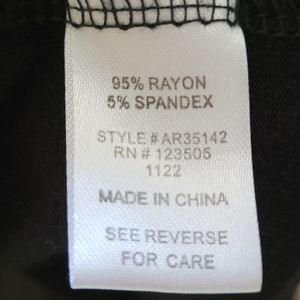 95% RAYON
5% SPANDEX
STYLE # AR35142
RN # 123505
1122
MADE IN CHINA
SEE REVERSE
FOR CARE